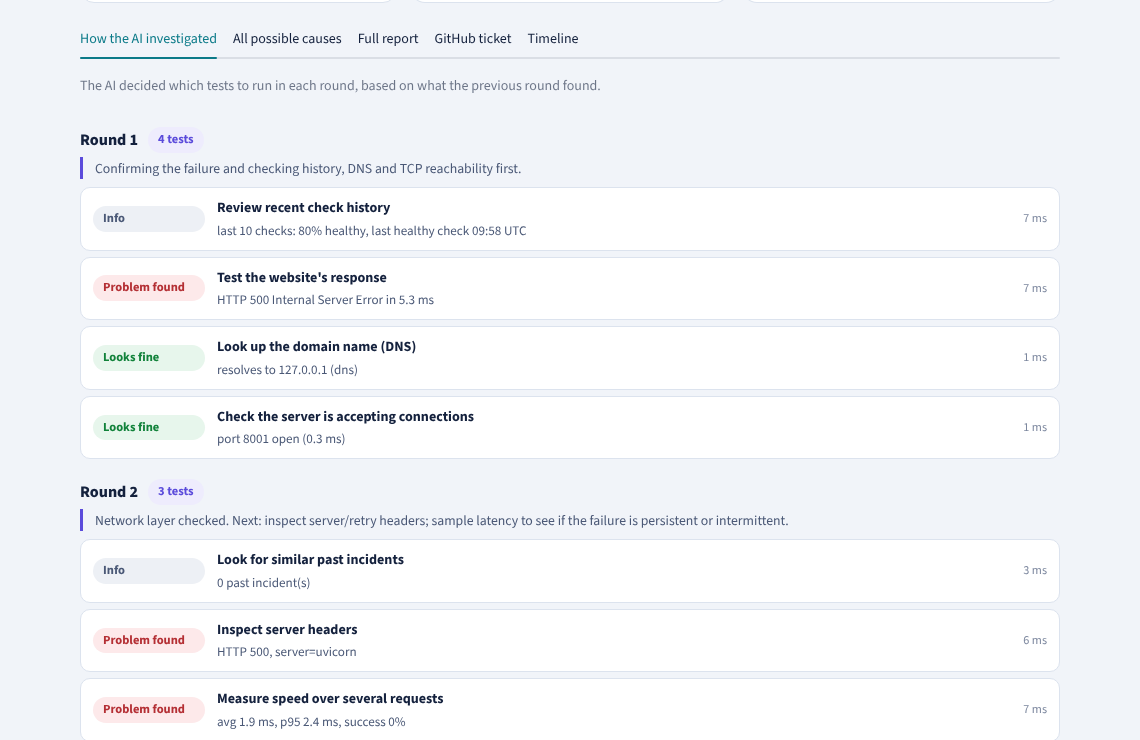 How the AI investigated
All possible causes
Full report
GitHub ticket
Timeline
The AI decided which tests to run in each round, based on what the previous round found.
Round 1
4 tests
Confirming the failure and checking history, DNS and TCP reachability first.
Info
Review recent check history
last 10 checks: 80% healthy, last healthy check 09:58 UTC
7 ms
Problem found
Test the website's response
HTTP 500 Internal Server Error in 5.3 ms
7 ms
Looks fine
Look up the domain name (DNS)
resolves to 127.0.0.1 (dns)
1 ms
Looks fine
Check the server is accepting connections
port 8001 open (0.3 ms)
1 ms
Round 2
3 tests
Network layer checked. Next: inspect server/retry headers; sample latency to see if the failure is persistent or intermittent.
Info
Look for similar past incidents
0 past incident(s)
3 ms
Problem found
Inspect server headers
HTTP 500, server=uvicorn
6 ms
Problem found
Measure speed over several requests
avg 1.9 ms, p95 2.4 ms, success 0%
7 ms